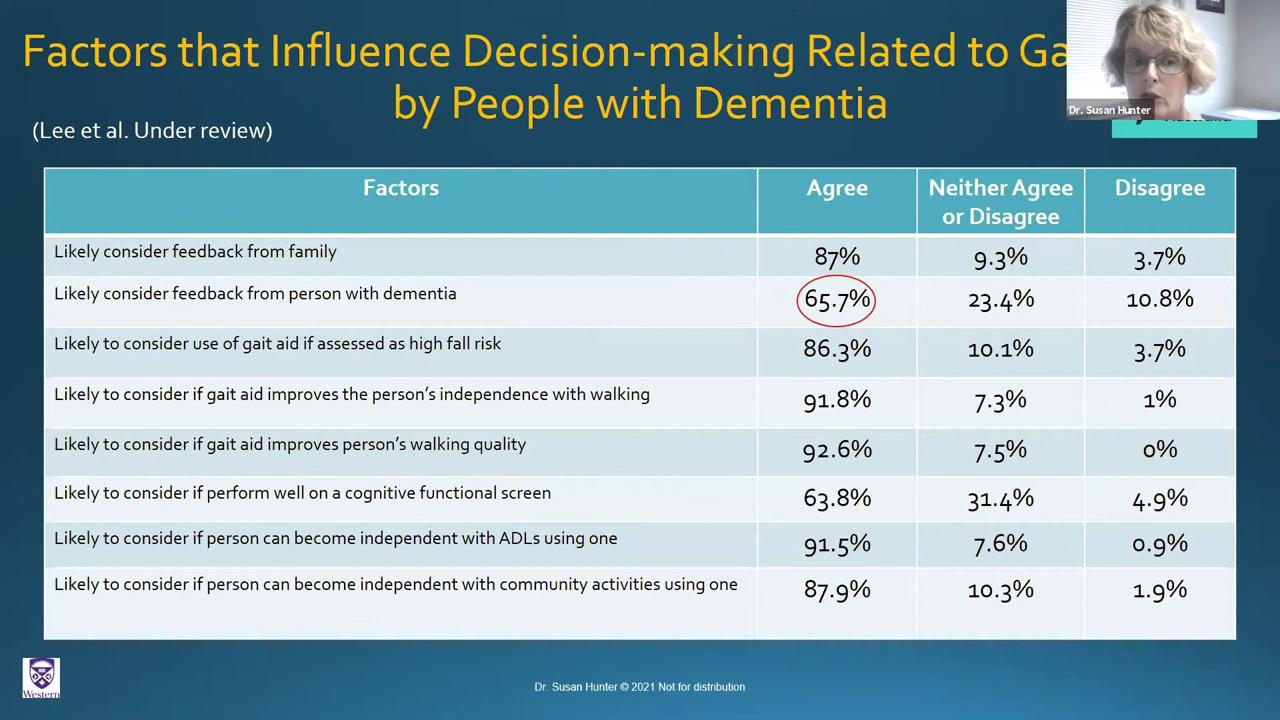 Factors that Influence Decision-making Related to Ga
by People with Dementia
(Lee et al. Under review)
Dr. Susan Hunter
Factors Agree Neither Agree or Disagree Disagree
Likely consider feedback from family 87% 9.3% 3.7%
Likely consider feedback from person with dementia 65.7% 23.4% 10.8%
Likely to consider use of gait aid if assessed as high fall risk 86.3% 10.1% 3.7%
Likely to consider if gait aid improves the person's independence with walking 91.8% 7.3% 1%
Likely to consider if gait aid improves person's walking quality 92.6% 7.5% 0%
Likely to consider if perform well on a cognitive functional screen 63.8% 31.4% 4.9%
Likely to consider if person can become independent with ADLs using one 91.5% 7.6% 0.9%
Likely to consider if person can become independent with community activities using one 87.9% 10.3% 1.9%
Western
Dr. Susan Hunter © 2021 Not for distribution